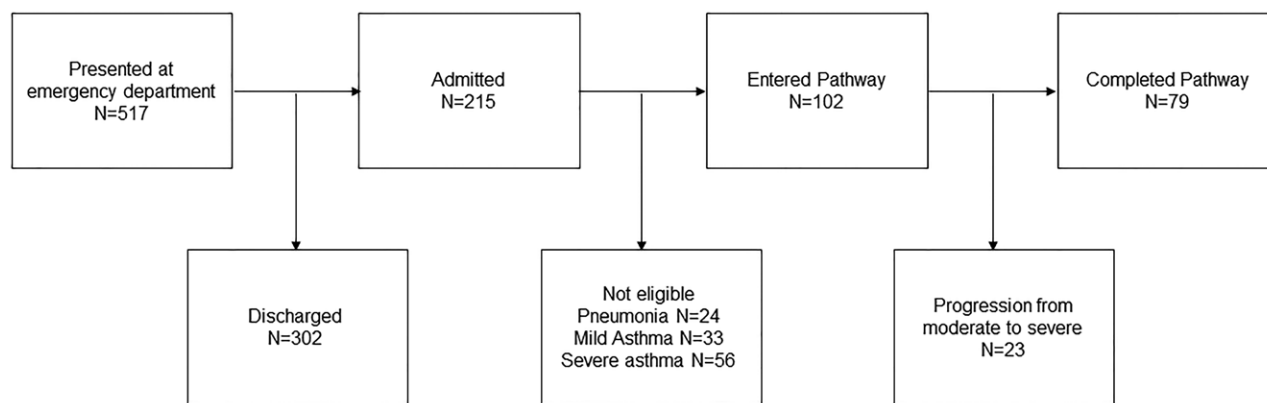 Presented at
emergency department
N=517
Admitted
N=215
Entered Pathway
N=102
Completed Pathway
N=79
Discharged
N=302
Not eligible
Pneumonia N=24
Mild Asthma N=33
Severe asthma N=56
Progression from
moderate to severe
N=23